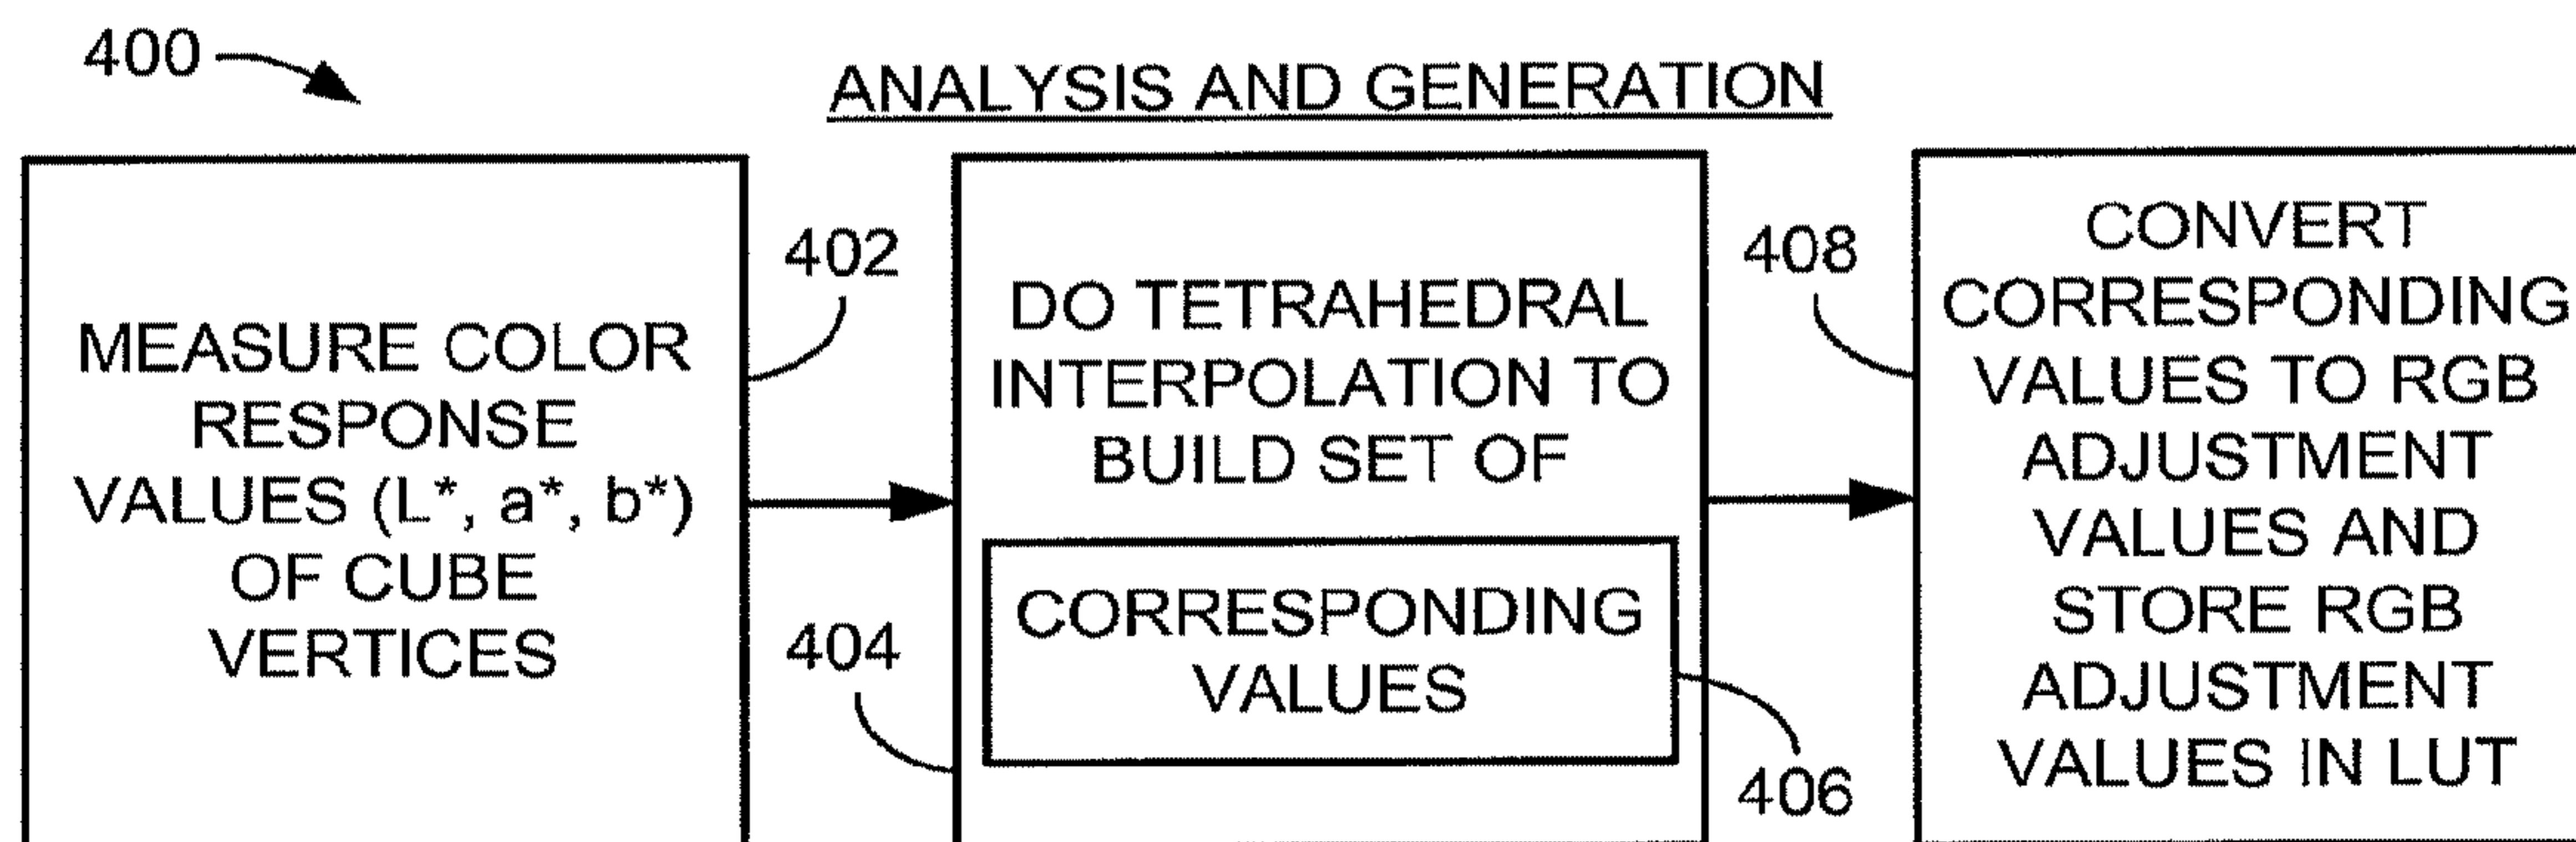 400
ANALYSIS AND GENERATION
MEASURE COLOR
RESPONSE
VALUES (L*, a*, b*)
OF CUBE
VERTICES
402
DO TETRAHEDRAL
INTERPOLATION TO
BUILD SET OF
CORRESPONDING
VALUES
404
406
408
CONVERT
CORRESPONDING
VALUES TO RGB
ADJUSTMENT
VALUES AND
STORE RGB
ADJUSTMENT
VALUES IN LUT